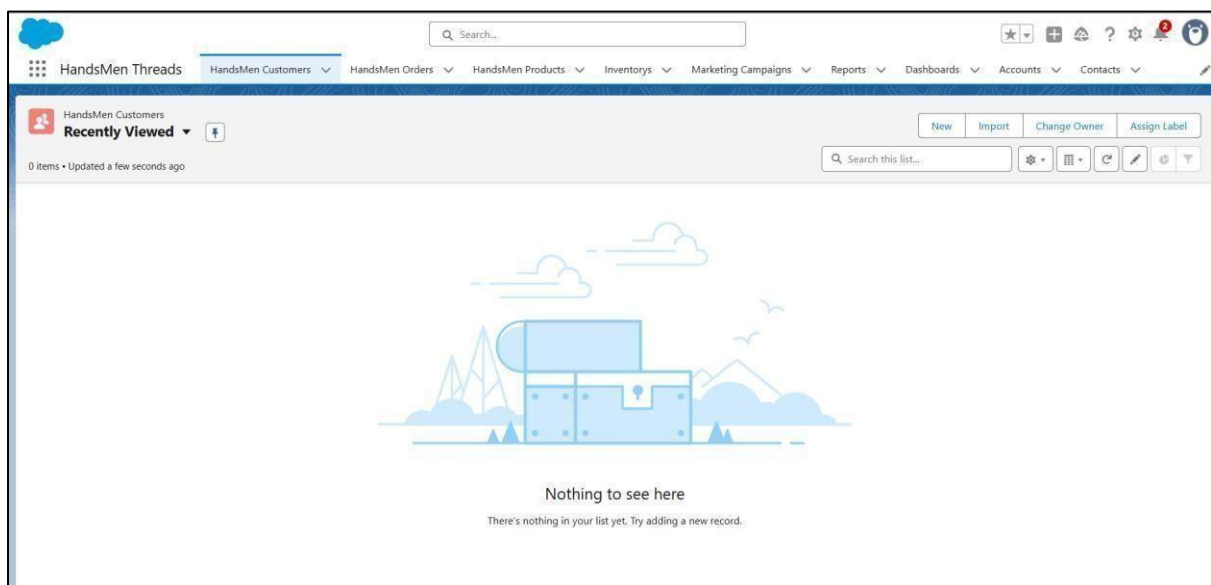 Search...
2
HandsMen Threads HandsMen Customers HandsMen Orders HandsMen Products Inventorys Marketing Campaigns Reports Dashboards Accounts Contacts
HandsMen Customers
Recently Viewed
New Import Change Owner Assign Label
0 items • Updated a few seconds ago
Search this list...
Nothing to see here
There's nothing in your list yet. Try adding a new record.